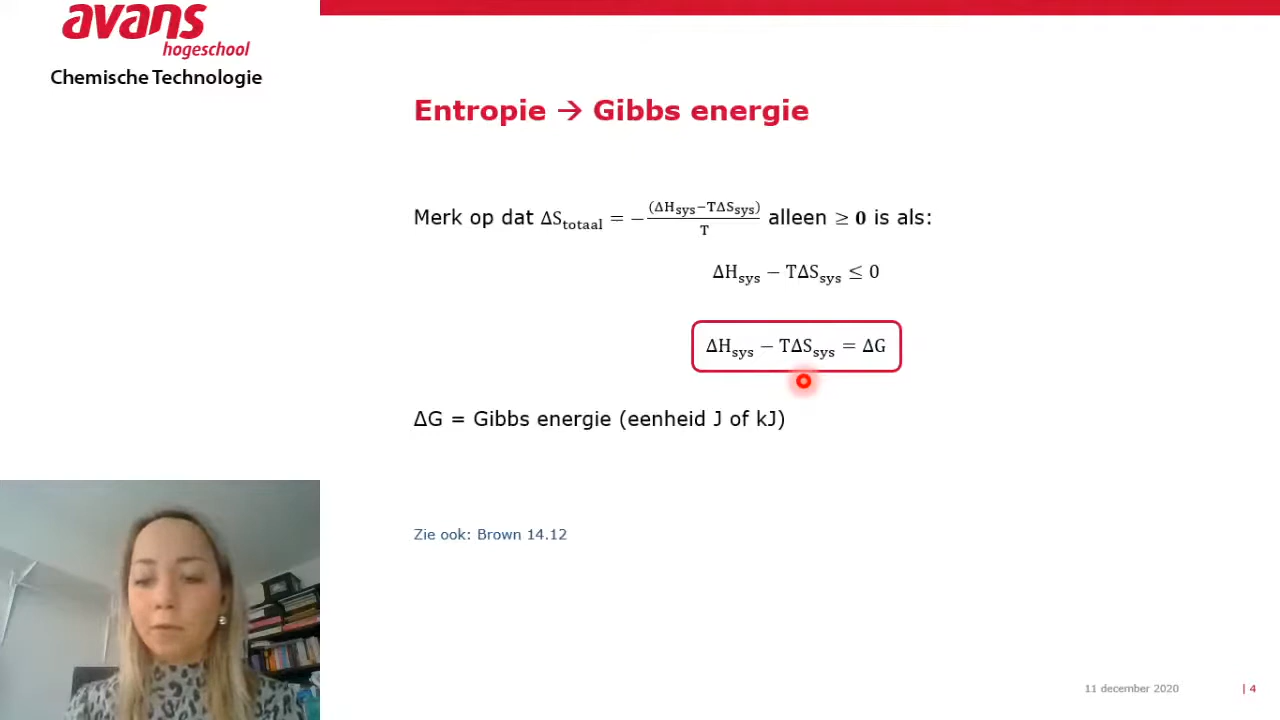 avans
hogeschool
Chemische Technologie
Entropie → Gibbs energie
Merk op dat ΔS_totaal = −(ΔH_sys−TΔS_sys)/T alleen ≥ 0 is als:
ΔH_sys − TΔS_sys ≤ 0
ΔH_sys − TΔS_sys = ΔG
ΔG = Gibbs energie (eenheid J of kJ)
Zie ook: Brown 14.12
11 december 2020 | 4